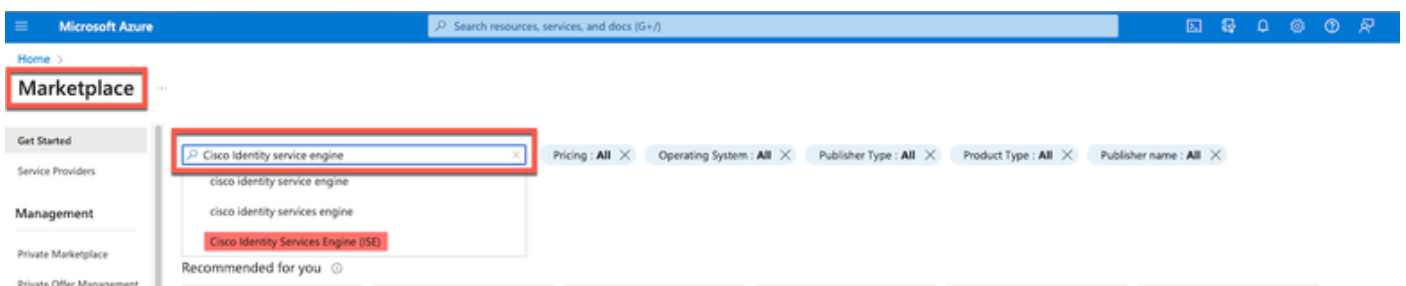 Microsoft Azure
Search resources, services, and docs (G+/)
Home >
Marketplace ...
Get Started
Service Providers
Management
Private Marketplace
Private Offer Management
Cisco Identity service engine
Pricing : All
Operating System : All
Publisher Type : All
Product Type : All
Publisher name : All
cisco identity service engine
cisco identity services engine
Cisco Identity Services Engine (ISE)
Recommended for you